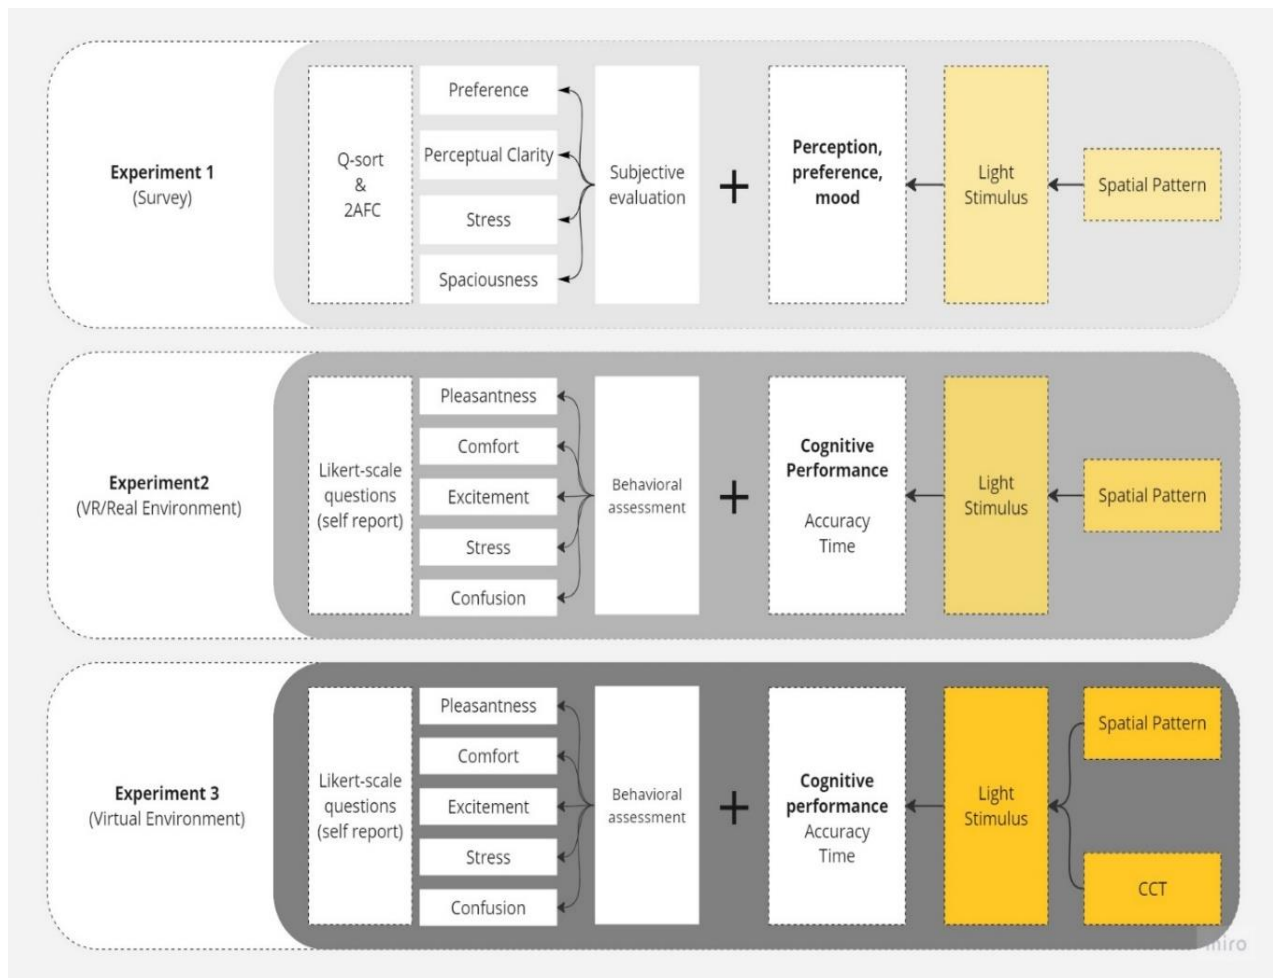 Experiment 1
(Survey)
Q-sort
&
2AFC
Preference
Perceptual Clarity
Stress
Spaciousness
Subjective
evaluation
+
Perception,
preference,
mood
Light
Stimulus
Spatial Pattern
Experiment2
(VR/Real Environment)
Likert-scale
questions
(self report)
Pleasantness
Comfort
Excitement
Stress
Confusion
Behavioral
assessment
+
Cognitive
Performance
Accuracy
Time
Light
Stimulus
Spatial Pattern
Experiment 3
(Virtual Environment)
Likert-scale
questions
(self report)
Pleasantness
Comfort
Excitement
Stress
Confusion
Behavioral
assessment
+
Cognitive
performance
Accuracy
Time
Light
Stimulus
Spatial Pattern
CCT
miro